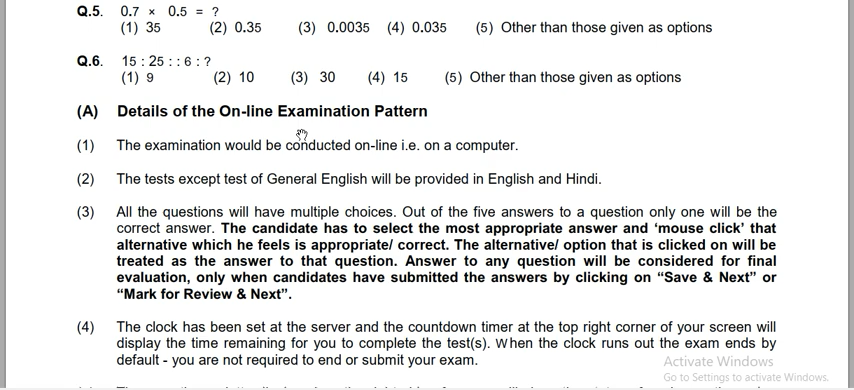 Q.5. 0.7 × 0.5 = ?
(1) 35 (2) 0.35 (3) 0.0035 (4) 0.035 (5) Other than those given as options
Q.6. 15 : 25 : : 6 : ?
(1) 9 (2) 10 (3) 30 (4) 15 (5) Other than those given as options
(A) Details of the On-line Examination Pattern
(1) The examination would be conducted on-line i.e. on a computer.
(2) The tests except test of General English will be provided in English and Hindi.
(3) All the questions will have multiple choices. Out of the five answers to a question only one will be the
correct answer. The candidate has to select the most appropriate answer and ‘mouse click’ that
alternative which he feels is appropriate/ correct. The alternative/ option that is clicked on will be
treated as the answer to that question. Answer to any question will be considered for final
evaluation, only when candidates have submitted the answers by clicking on “Save & Next” or
“Mark for Review & Next”.
(4) The clock has been set at the server and the countdown timer at the top right corner of your screen will
display the time remaining for you to complete the test(s). When the clock runs out the exam ends by
default - you are not required to end or submit your exam.
Activate Windows
Go to Settings to activate Windows.